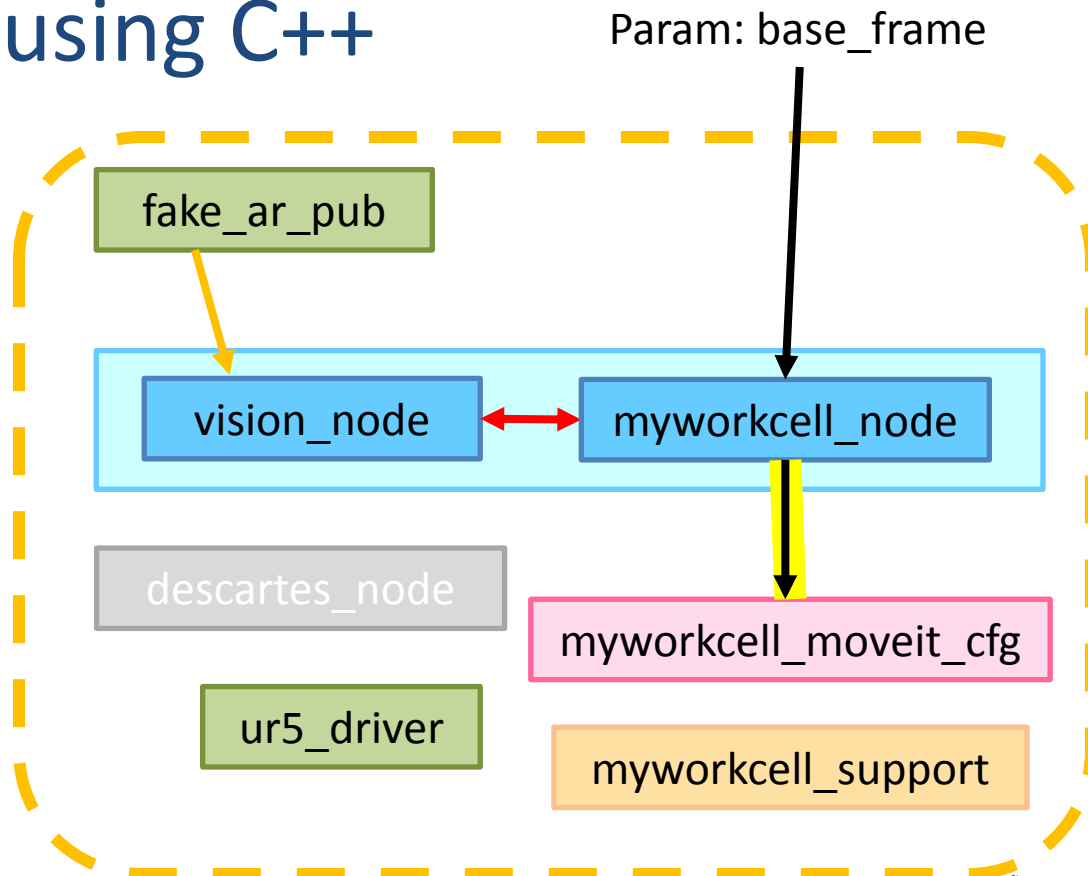 using C++
Param: base_frame
fake_ar_pub
vision_node
myworkcell_node
descartes_node
myworkcell_moveit_cfg
ur5_driver
myworkcell_support